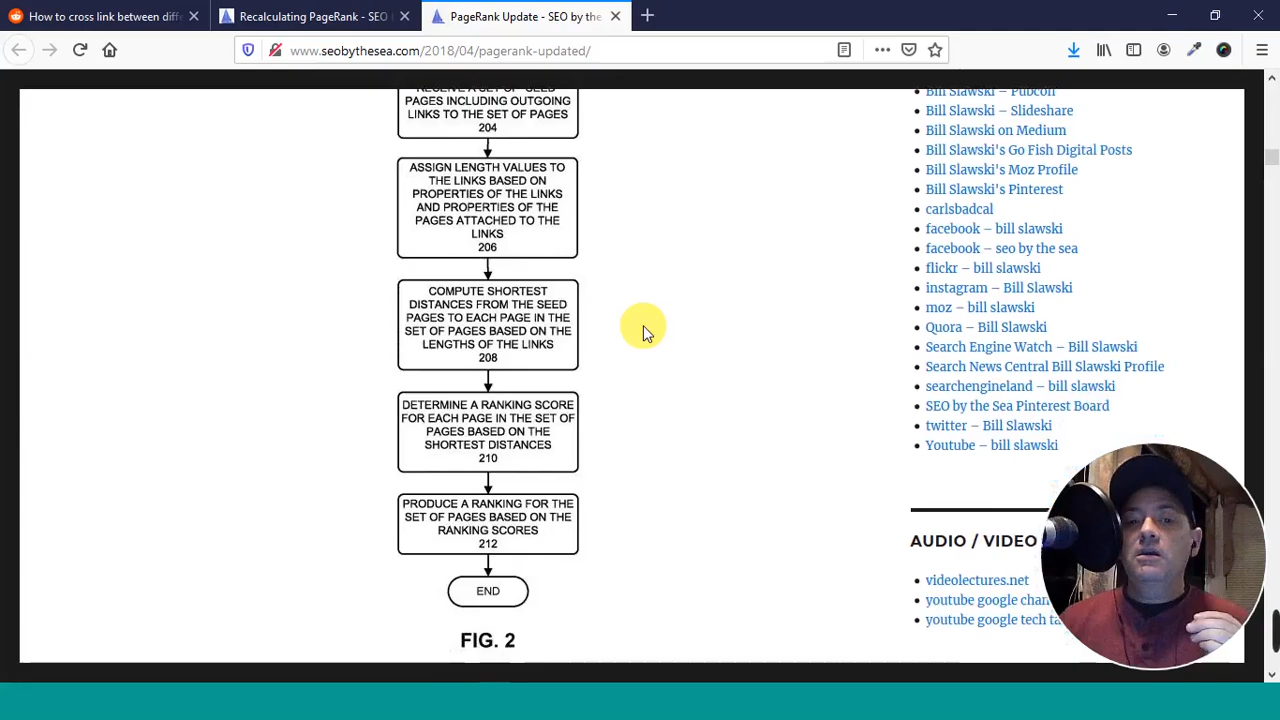 How to cross link between diffe
Recalculating PageRank - SEO
PageRank Update - SEO by the
www.seobythesea.com/2018/04/pagerank-updated/
RECEIVE A SET OF "SEED"
PAGES INCLUDING OUTGOING
LINKS TO THE SET OF PAGES
204
ASSIGN LENGTH VALUES TO
THE LINKS BASED ON
PROPERTIES OF THE LINKS
AND PROPERTIES OF THE
PAGES ATTACHED TO THE
LINKS
206
COMPUTE SHORTEST
DISTANCES FROM THE SEED
PAGES TO EACH PAGE IN THE
SET OF PAGES BASED ON THE
LENGTHS OF THE LINKS
208
DETERMINE A RANKING SCORE
FOR EACH PAGE IN THE SET OF
PAGES BASED ON THE
SHORTEST DISTANCES
210
PRODUCE A RANKING FOR THE
SET OF PAGES BASED ON THE
RANKING SCORES
212
END
FIG. 2
Bill Slawski – Pubcon
Bill Slawski – Slideshare
Bill Slawski on Medium
Bill Slawski's Go Fish Digital Posts
Bill Slawski's Moz Profile
Bill Slawski's Pinterest
carlsbadcal
facebook – bill slawski
facebook – seo by the sea
flickr – bill slawski
instagram – Bill Slawski
moz – bill slawski
Quora – Bill Slawski
Search Engine Watch – Bill Slawski
Search News Central Bill Slawski Profile
searchengineland – bill slawski
SEO by the Sea Pinterest Board
twitter – Bill Slawski
Youtube – bill slawski
AUDIO / VIDEO
videolectures.net
youtube google chan
youtube google tech ta